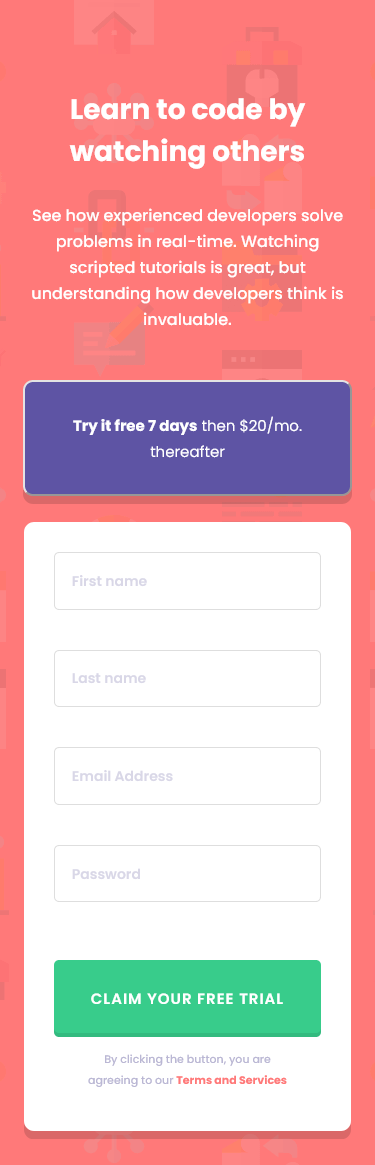 Learn to code by
watching others
See how experienced developers solve
problems in real-time. Watching
scripted tutorials is great, but
understanding how developers think is
invaluable.
Try it free 7 days then $20/mo.
thereafter
First name
Last name
Email Address
Password
CLAIM YOUR FREE TRIAL
By clicking the button, you are
agreeing to our Terms and Services